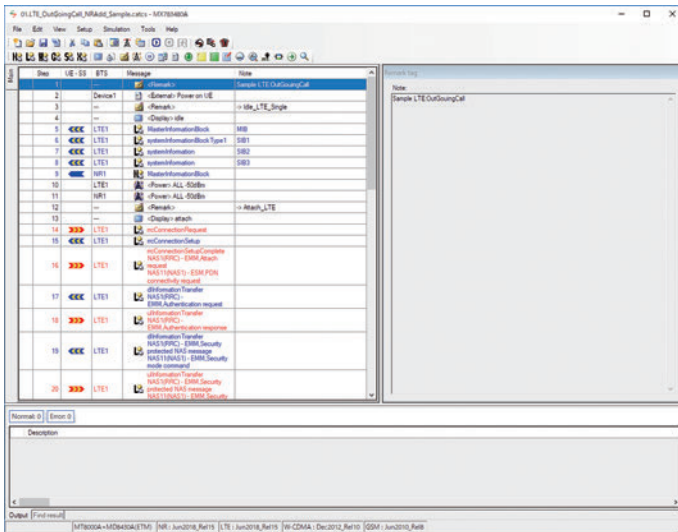 01.LTE_OutGoingCall_NRAdd_Sample.catcs - MX783480A
File Edit View Setup Simulation Tools Help
Main
Step UE - SS BTS Message Note
1 --- <Remark> Sample LTE:OutGouingCall
2 Device1 <External> Power on UE
3 --- <Remark> -> Idle_LTE_Single
4 --- <Display> idle
5 LTE1 MasterInformationBlock MIB
6 LTE1 systemInformationBlockType1 SIB1
7 LTE1 systemInformation SIB2
8 LTE1 systemInformation SIB3
9 NR1 MasterInformationBlock
10 LTE1 <Power> ALL -50dBm
11 NR1 <Power> ALL -50dBm
12 --- <Remark> -> Attach_LTE
13 --- <Display> attach
14 LTE1 rrcConnectionRequest
15 LTE1 rrcConnectionSetup
rrcConnectionSetupComplete
NAS1(RRC) - EMM,Attach
16 LTE1 request
NAS11(NAS1) - ESM,PDN
connectivity request
dlInformationTransfer
17 LTE1 NAS1(RRC) -
EMM,Authentication request
ulInformationTransfer
18 LTE1 NAS1(RRC) -
EMM,Authentication response
dlInformationTransfer
NAS1(RRC) - EMM,Security
19 LTE1 protected NAS message
NAS11(NAS1) - EMM,Security
mode command
ulInformationTransfer
NAS1(RRC) - EMM,Security
20 LTE1 protected NAS message
NAS11(NAS1) - EMM,Security
Remark tag
Note:
Sample LTE:OutGouingCall
Normal: 0 Error: 0
Description
Output Find result
MT8000A+MD8430A(ETM) NR : Jun2018_Rel15 LTE : Jun2018_Rel15 W-CDMA : Dec2012_Rel10 GSM : Jun2010_Rel8